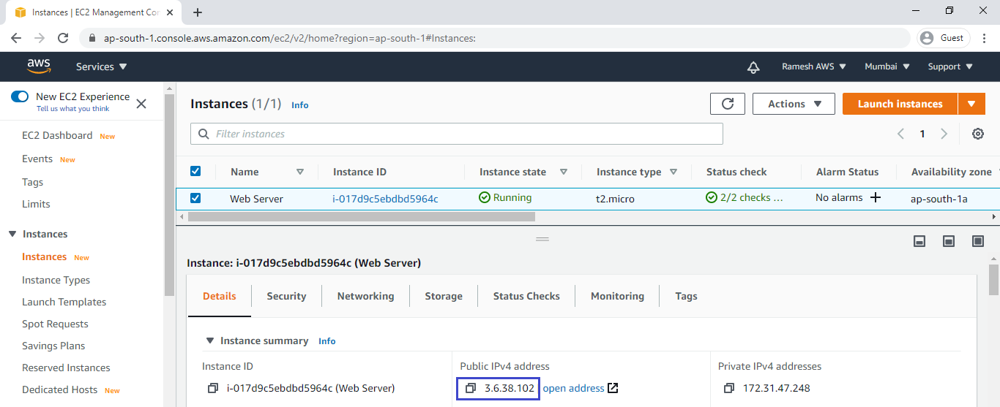 Instances | EC2 Management Con
ap-south-1.console.aws.amazon.com/ec2/v2/home?region=ap-south-1#Instances:
Guest
aws Services Ramesh AWS Mumbai Support
New EC2 Experience
Tell us what you think
EC2 Dashboard New
Events New
Tags
Limits
Instances
Instances New
Instance Types
Launch Templates
Spot Requests
Savings Plans
Reserved Instances
Dedicated Hosts New
Instances (1/1) Info Actions Launch instances
Filter instances 1
Name Instance ID Instance state Instance type Status check Alarm Status Availability zone
Web Server i-017d9c5ebdbd5964c Running t2.micro 2/2 checks ... No alarms + ap-south-1a
Instance: i-017d9c5ebdbd5964c (Web Server)
Details Security Networking Storage Status Checks Monitoring Tags
Instance summary Info
Instance ID Public IPv4 address Private IPv4 addresses
i-017d9c5ebdbd5964c (Web Server) 3.6.38.102 open address 172.31.47.248